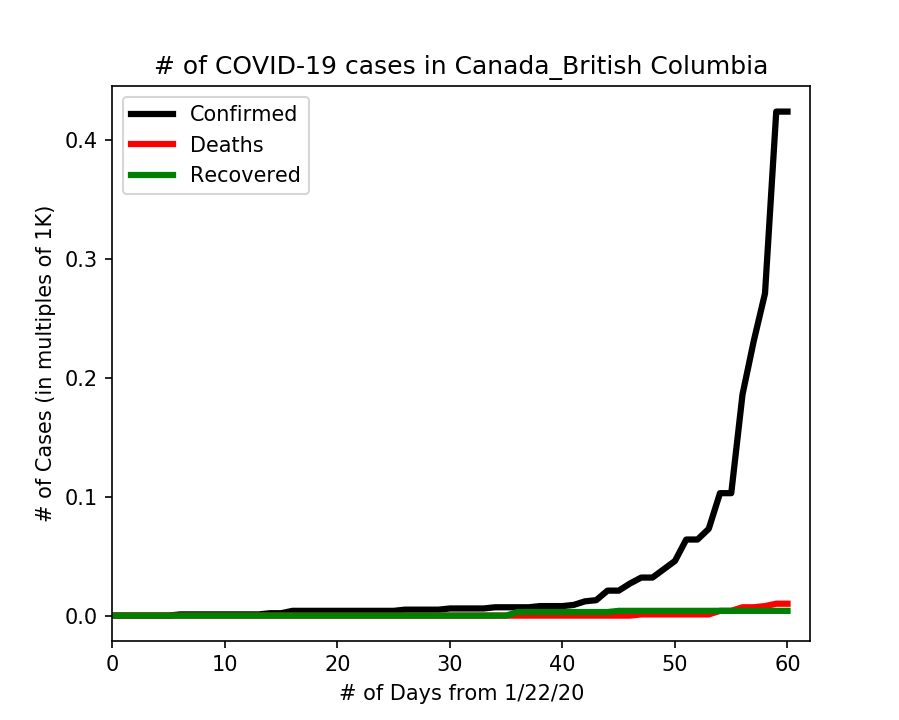 # of COVID-19 cases in Canada_British Columbia
Confirmed
Deaths
Recovered
# of Cases (in multiples of 1K)
0.4
0.3
0.2
0.1
0.0
0 10 20 30 40 50 60
# of Days from 1/22/20